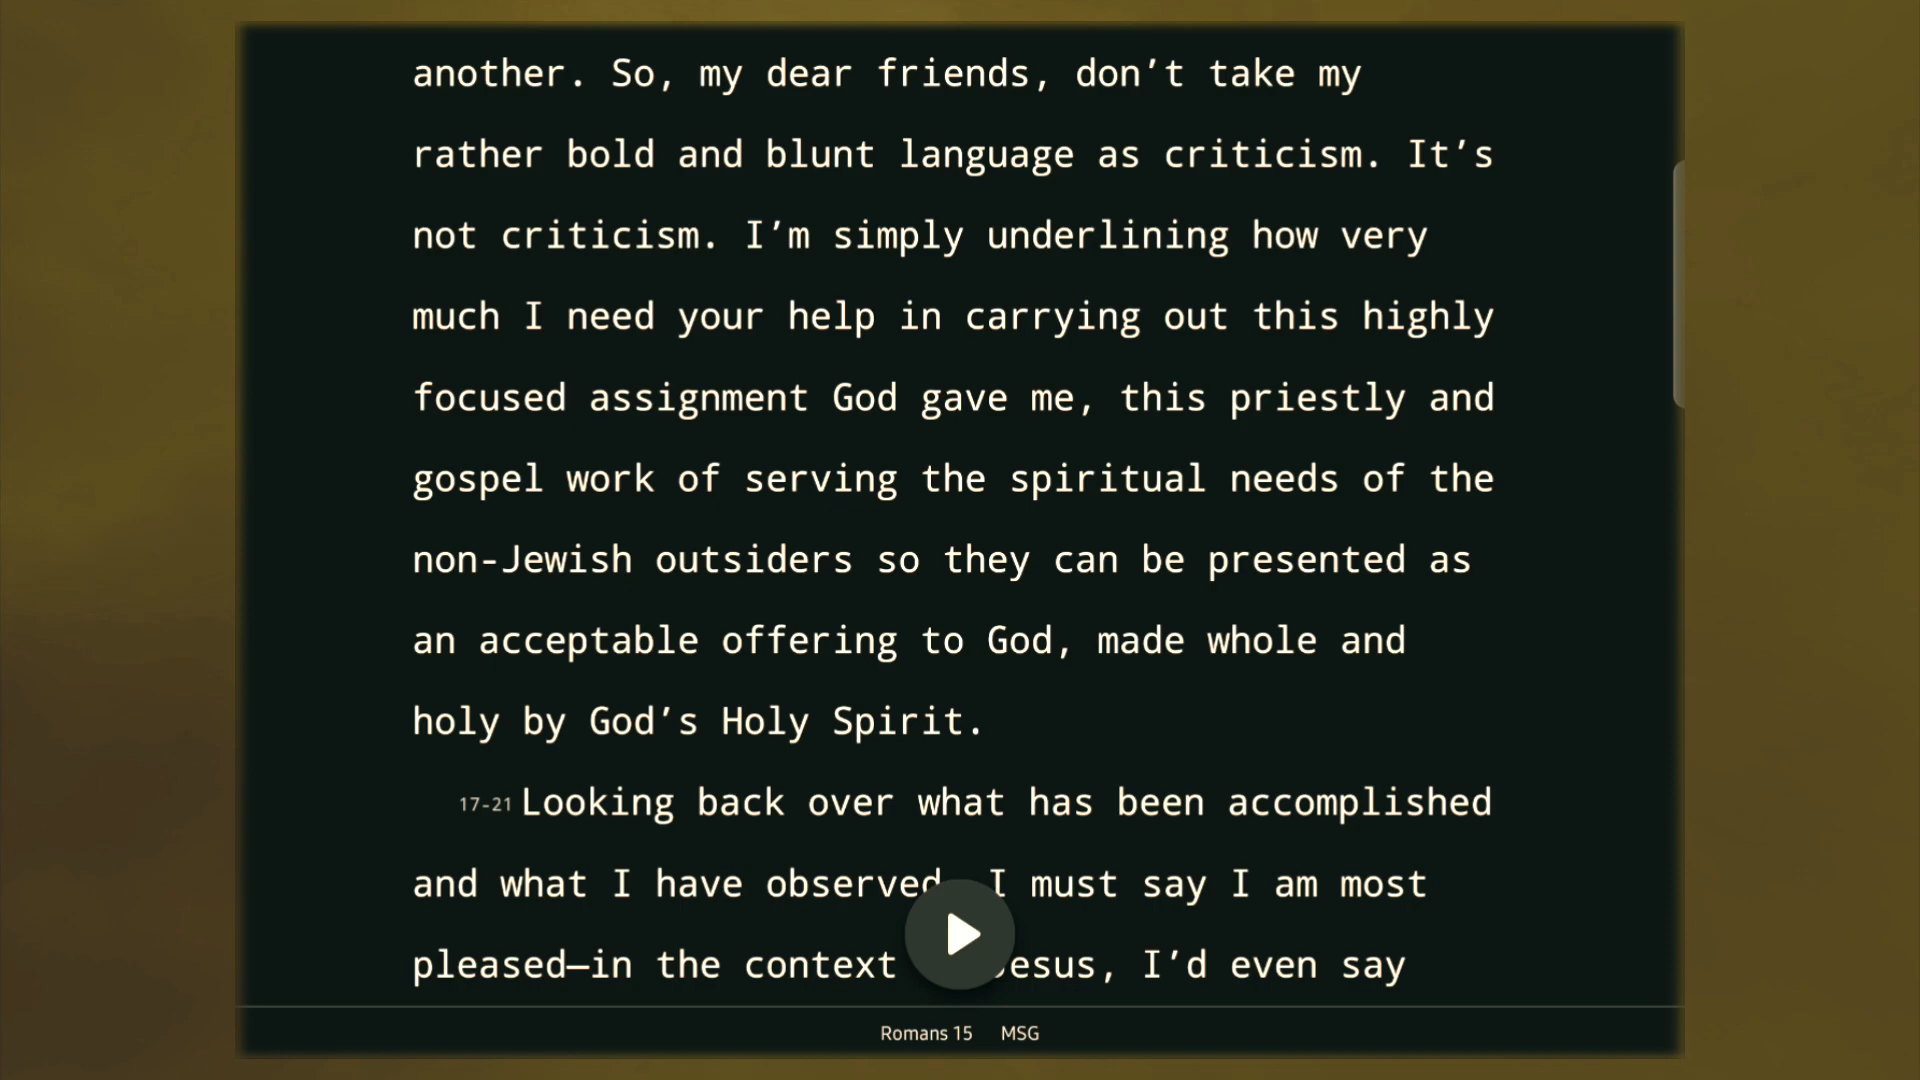 another. So, my dear friends, don’t take my
rather bold and blunt language as criticism. It’s
not criticism. I’m simply underlining how very
much I need your help in carrying out this highly
focused assignment God gave me, this priestly and
gospel work of serving the spiritual needs of the
non-Jewish outsiders so they can be presented as
an acceptable offering to God, made whole and
holy by God’s Holy Spirit.
17-21 Looking back over what has been accomplished
and what I have observed, I must say I am most
pleased—in the context Jesus, I’d even say
Romans 15 MSG